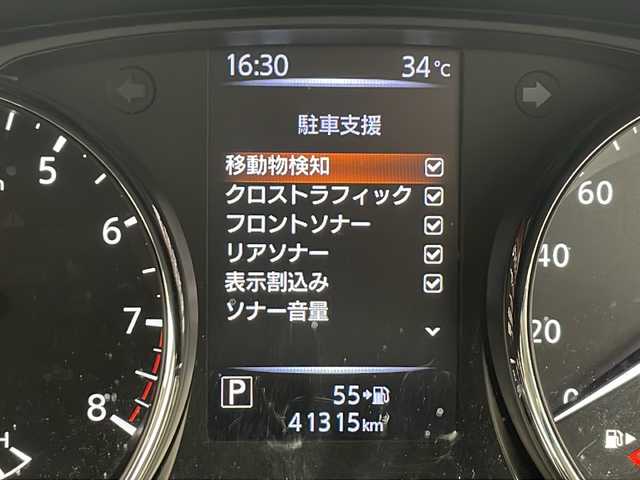 16:30 34℃
駐車支援
移動物検知
クロストラフィック
フロントソナー
リアソナー
表示割込み
ソナー音量
P 55
41315km
5
6
7
8
H
60
40
20
0